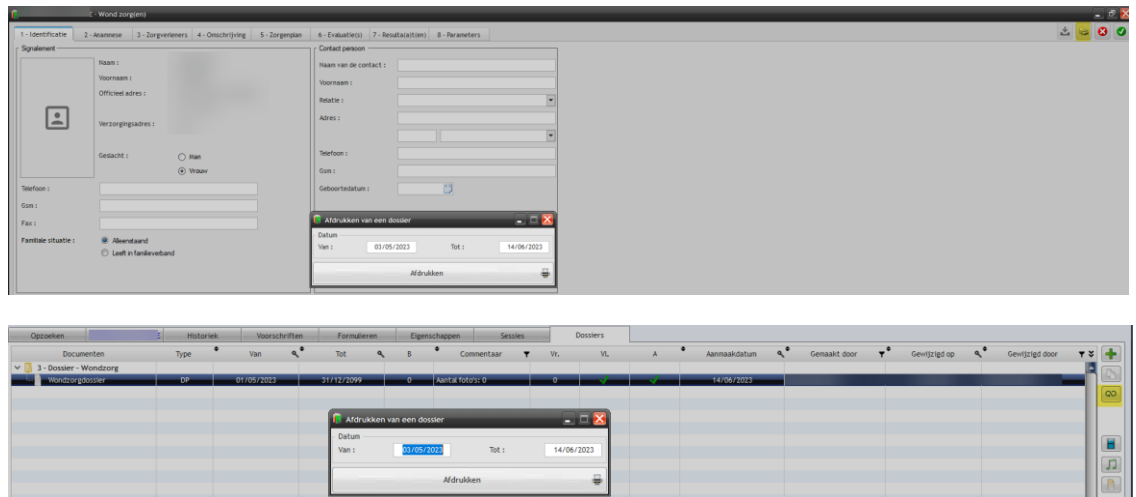 - Wond zorg(en)
1 - Identificatie 2 - Anamnese 3 - Zorgverleners 4 - Omschrijving 5 - Zorgenplan 6 - Evaluatie(s) 7 - Resulta(a)t(en) 8 - Parameters
Signalement
Naam :
Voornaam :
Officieel adres :
Verzorgingsadres :
Geslacht :
Man
Vrouw
Telefoon :
Gsm :
Fax :
Familiale situatie :
Alleenstaand
Leeft in familieverband
Contact persoon
Naam van de contact :
Voornaam :
Relatie :
Adres :
Telefoon :
Gsm :
Geboortedatum :
Afdrukken van een dossier
Datum
Van : 03/05/2023 Tot : 14/06/2023
Afdrukken
Opzoeken Historiek Voorschriften Formulieren Eigenschappen Sessies Dossiers
Documenten Type Van Tot B Commentaar Vr. VL A Aanmaakdatum Gemaakt door Gewijzigd op Gewijzigd door
3 - Dossier - Wondzorg
Wondzorgdossier DP 01/05/2023 31/12/2099 0 Aantal foto's: 0 0 14/06/2023
Afdrukken van een dossier
Datum
Van : 03/05/2023 Tot : 14/06/2023
Afdrukken